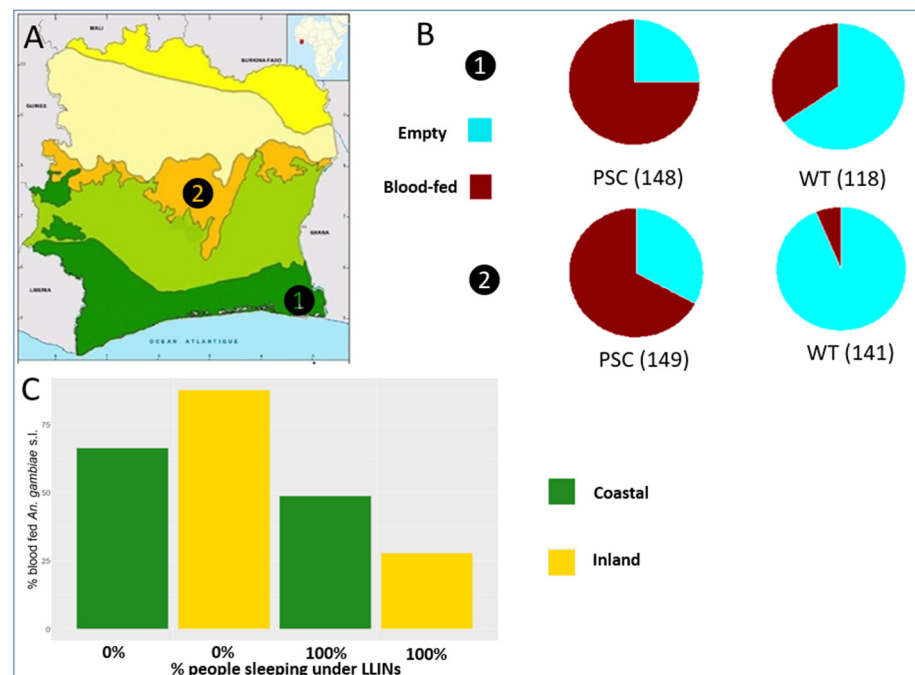 A
MALI
BURKINA FASO
GUINEE
GHANA
LIBERIA
2
1
OCEAN ATLANTIQUE
B
1
Empty
Blood-fed
PSC (148)
WT (118)
2
PSC (149)
WT (141)
C
% blood fed An. gambiae s.l.
75
50
25
0
0%
0%
100%
100%
% people sleeping under LLINs
Coastal
Inland